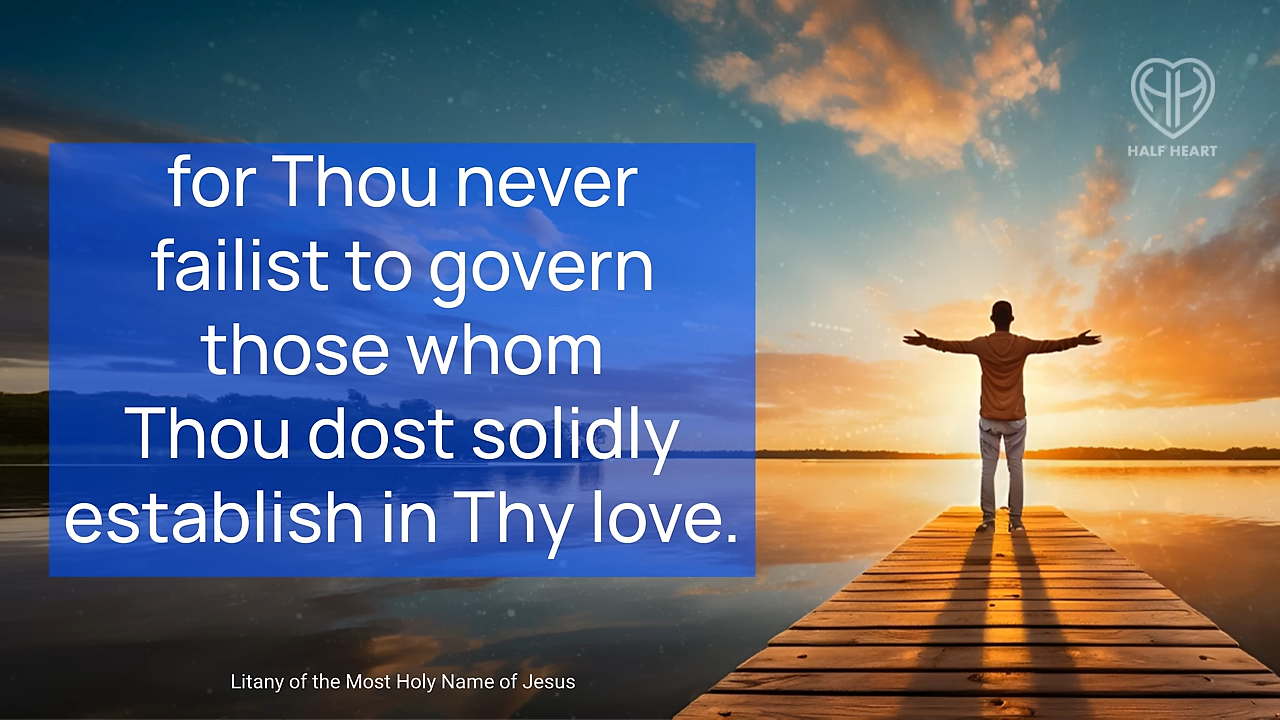 for Thou never
failist to govern
those whom
Thou dost solidly
establish in Thy love.
HALF HEART
Litany of the Most Holy Name of Jesus